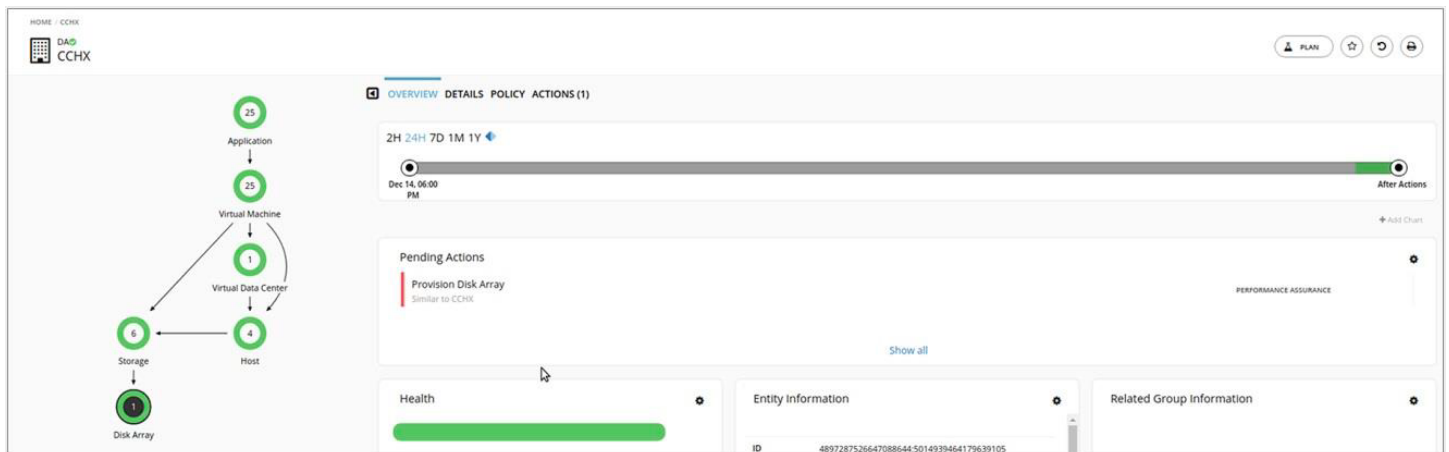 HOME / CCHX
DA
CCHX
PLAN
OVERVIEW DETAILS POLICY ACTIONS (1)
25
Application
25
Virtual Machine
1
Virtual Data Center
6
Storage
4
Host
1
Disk Array
2H 24H 7D 1M 1Y
Dec 14, 06:00
PM
After Actions
+ Add Chart
Pending Actions
Provision Disk Array
Similar to CCHX
PERFORMANCE ASSURANCE
Show all
Health
Entity Information
ID 4897287526647088644:5014939464179639105
Related Group Information